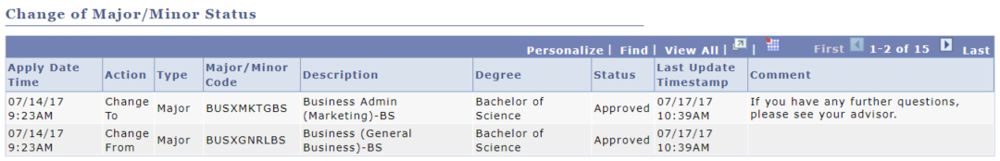 Change of Major/Minor Status
Personalize | Find | View All | | First 1-2 of 15 Last
Apply Date Time Action Type Major/Minor Code Description Degree Status Last Update Timestamp Comment
07/14/17 9:23AM Change To Major BUSXMKTGBS Business Admin (Marketing)-BS Bachelor of Science Approved 07/17/17 10:39AM If you have any further questions, please see your advisor.
07/14/17 9:23AM Change From Major BUSXGNRLBS Business (General Business)-BS Bachelor of Science Approved 07/17/17 10:39AM